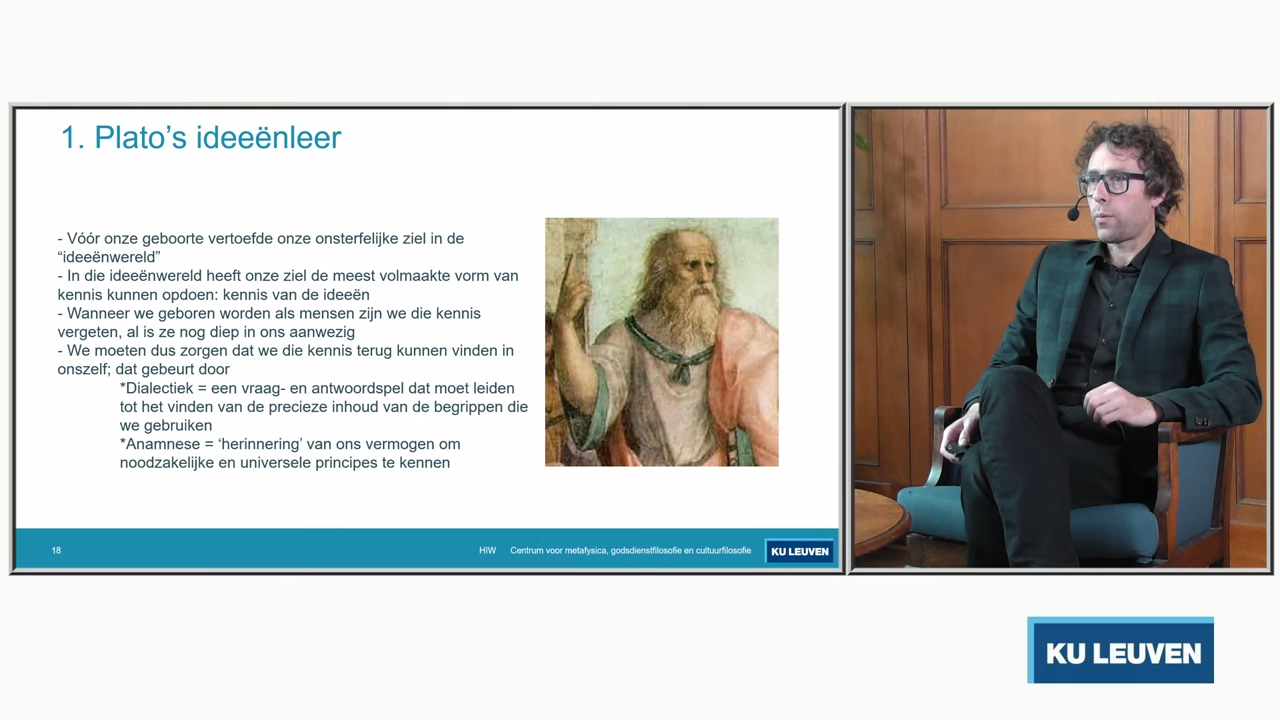 1. Plato’s ideeënleer
- Vóór onze geboorte vertoefde onze onsterfelijke ziel in de
“ideeënwereld”
- In die ideeënwereld heeft onze ziel de meest volmaakte vorm van
kennis kunnen opdoen: kennis van de ideeën
- Wanneer we geboren worden als mensen zijn we die kennis
vergeten, al is ze nog diep in ons aanwezig
- We moeten dus zorgen dat we die kennis terug kunnen vinden in
onszelf; dat gebeurt door
*Dialectiek = een vraag- en antwoordspel dat moet leiden
tot het vinden van de precieze inhoud van de begrippen die
we gebruiken
*Anamnese = ‘herinnering’ van ons vermogen om
noodzakelijke en universele principes te kennen
18
HIW Centrum voor metafysica, godsdienstfilosofie en cultuurfilosofie
KU LEUVEN
KU LEUVEN